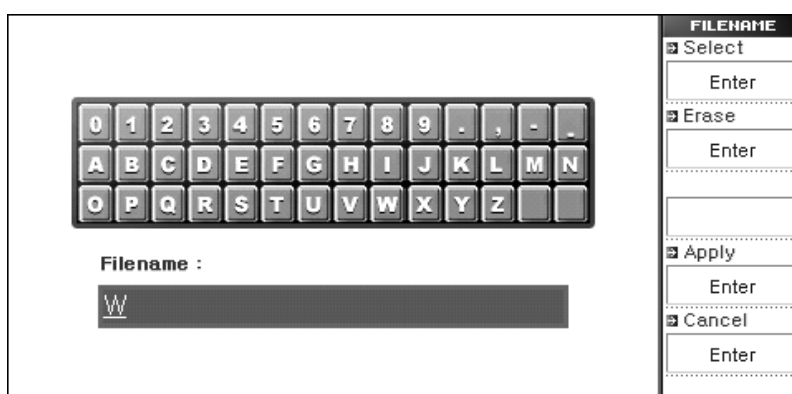 FILENAME
Select
Enter
Erase
Enter
Apply
Enter
Cancel
Enter
0 1 2 3 4 5 6 7 8 9 . , - _
A B C D E F G H I J K L M N
O P Q R S T U V W X Y Z
Filename :
W